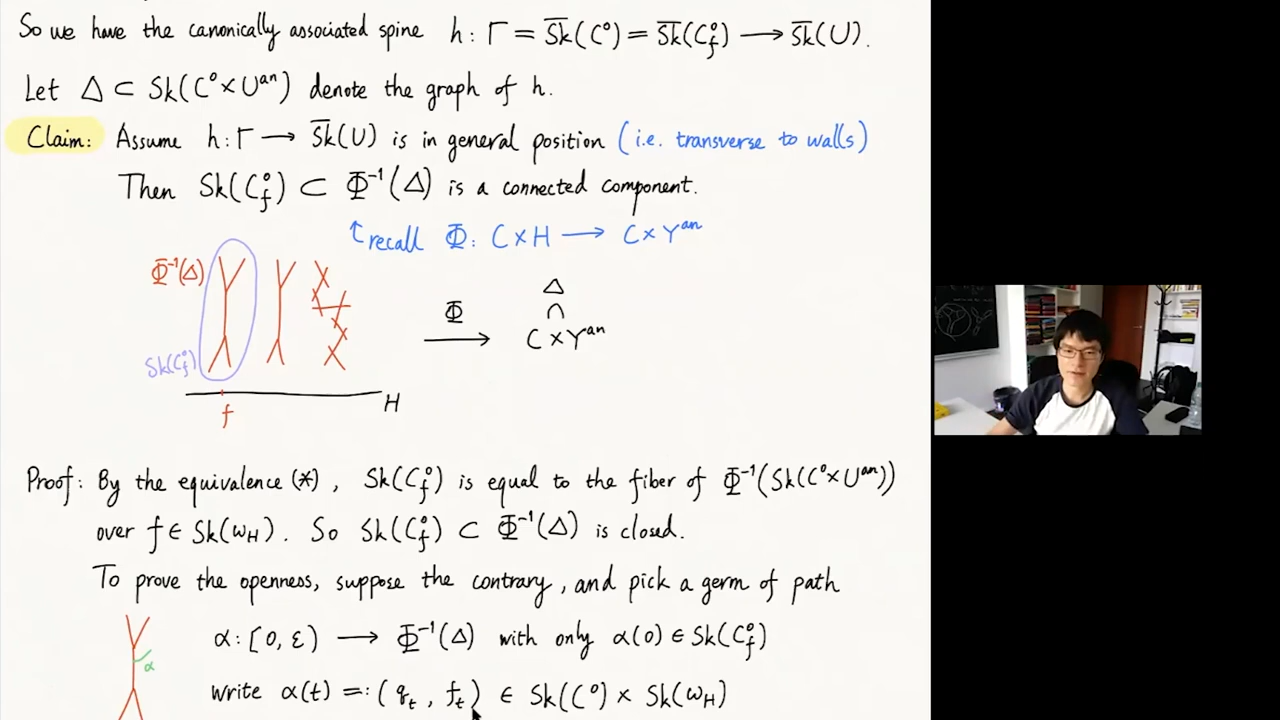 So we have the canonically associated spine h: Γ = S̅k̅(C°) = S̅k̅(C°_f) ⟶ S̅k̅(U).
Let Δ ⊂ Sk(C°×Uᵃⁿ) denote the graph of h.
Claim: Assume h: Γ ⟶ S̅k̅(U) is in general position (i.e. transverse to walls)
Then Sk(C°_f) ⊂ Φ⁻¹(Δ) is a connected component.
↑ recall Φ: C×H ⟶ C×Yᵃⁿ
Φ⁻¹(Δ)
Sk(C°_f)
f
H
Φ
⟶
Δ
∩
C×Yᵃⁿ
Proof: By the equivalence (*), Sk(C°_f) is equal to the fiber of Φ⁻¹(Sk(C°×Uᵃⁿ))
over f ∈ Sk(ω_H). So Sk(C°_f) ⊂ Φ⁻¹(Δ) is closed.
To prove the openness, suppose the contrary, and pick a germ of path
α: [0, ε) ⟶ Φ⁻¹(Δ) with only α(0) ∈ Sk(C°_f)
α
Write α(t) =: (q_t, f_t) ∈ Sk(C°) × Sk(ω_H)